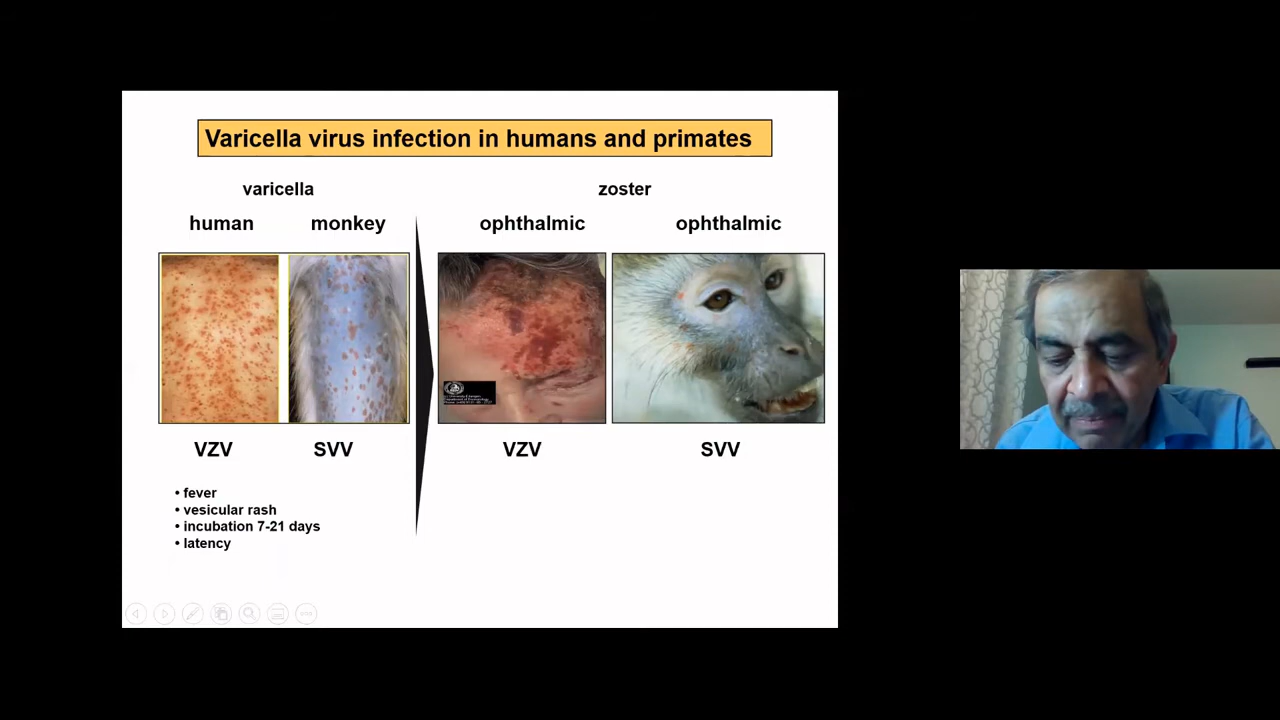 Varicella virus infection in humans and primates
varicella
zoster
human
monkey
ophthalmic
ophthalmic
VZV
SVV
VZV
SVV
• fever
• vesicular rash
• incubation 7-21 days
• latency